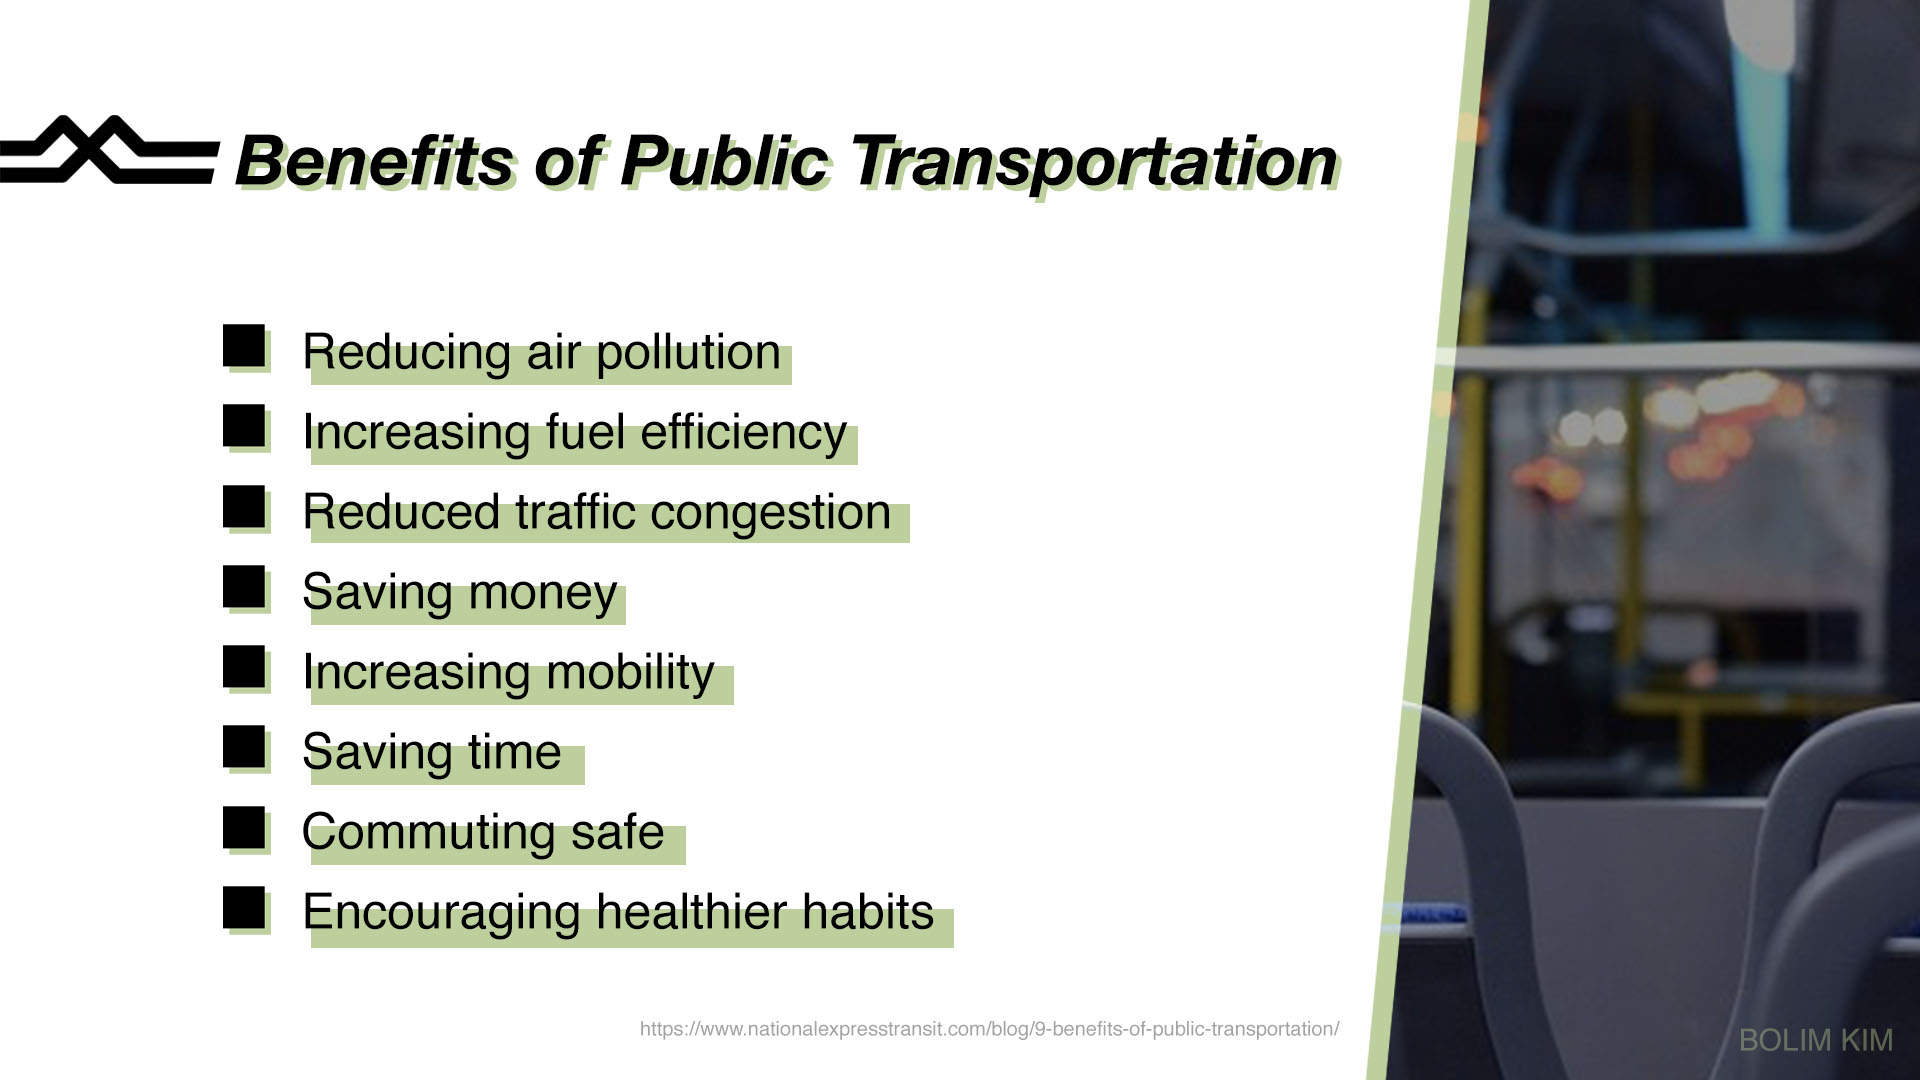 Benefits of Public Transportation
Reducing air pollution
Increasing fuel efficiency
Reduced traffic congestion
Saving money
Increasing mobility
Saving time
Commuting safe
Encouraging healthier habits
https://www.nationalexpresstransit.com/blog/9-benefits-of-public-transportation/
BOLIM KIM